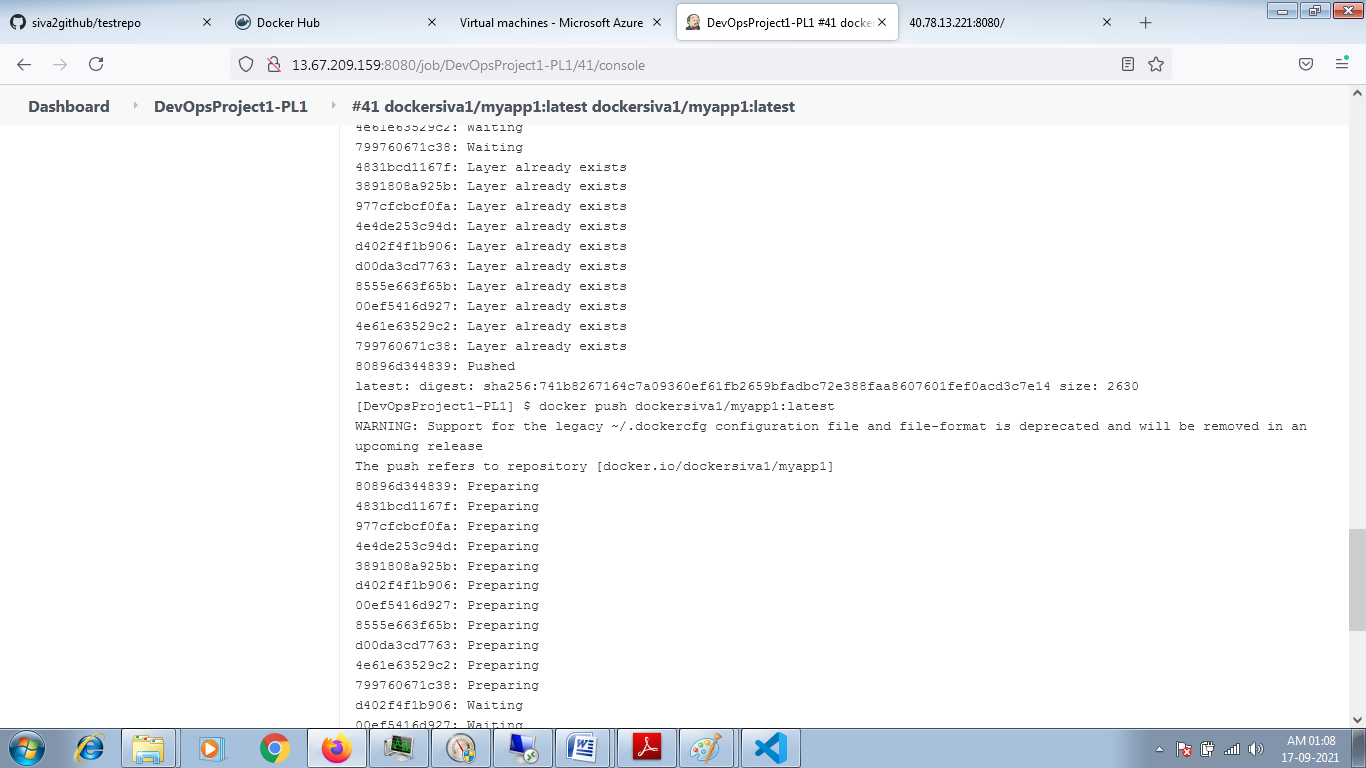 siva2github/testrepo
Docker Hub
Virtual machines - Microsoft Azure
DevOpsProject1-PL1 #41 docke
40.78.13.221:8080/
13.67.209.159:8080/job/DevOpsProject1-PL1/41/console
Dashboard DevOpsProject1-PL1 #41 dockersiva1/myapp1:latest dockersiva1/myapp1:latest
4e61e63529c2: Waiting
799760671c38: Waiting
4831bcd1167f: Layer already exists
3891808a925b: Layer already exists
977cfcbcf0fa: Layer already exists
4e4de253c94d: Layer already exists
d402f4f1b906: Layer already exists
d00da3cd7763: Layer already exists
8555e663f65b: Layer already exists
00ef5416d927: Layer already exists
4e61e63529c2: Layer already exists
799760671c38: Layer already exists
80896d344839: Pushed
latest: digest: sha256:741b8267164c7a09360ef61fb2659bfadbc72e388faa8607601fef0acd3c7e14 size: 2630
[DevOpsProject1-PL1] $ docker push dockersiva1/myapp1:latest
WARNING: Support for the legacy ~/.dockercfg configuration file and file-format is deprecated and will be removed in an
upcoming release
The push refers to repository [docker.io/dockersiva1/myapp1]
80896d344839: Preparing
4831bcd1167f: Preparing
977cfcbcf0fa: Preparing
4e4de253c94d: Preparing
3891808a925b: Preparing
d402f4f1b906: Preparing
00ef5416d927: Preparing
8555e663f65b: Preparing
d00da3cd7763: Preparing
4e61e63529c2: Preparing
799760671c38: Preparing
d402f4f1b906: Waiting
00ef5416d927: Waiting
AM 01:08
17-09-2021